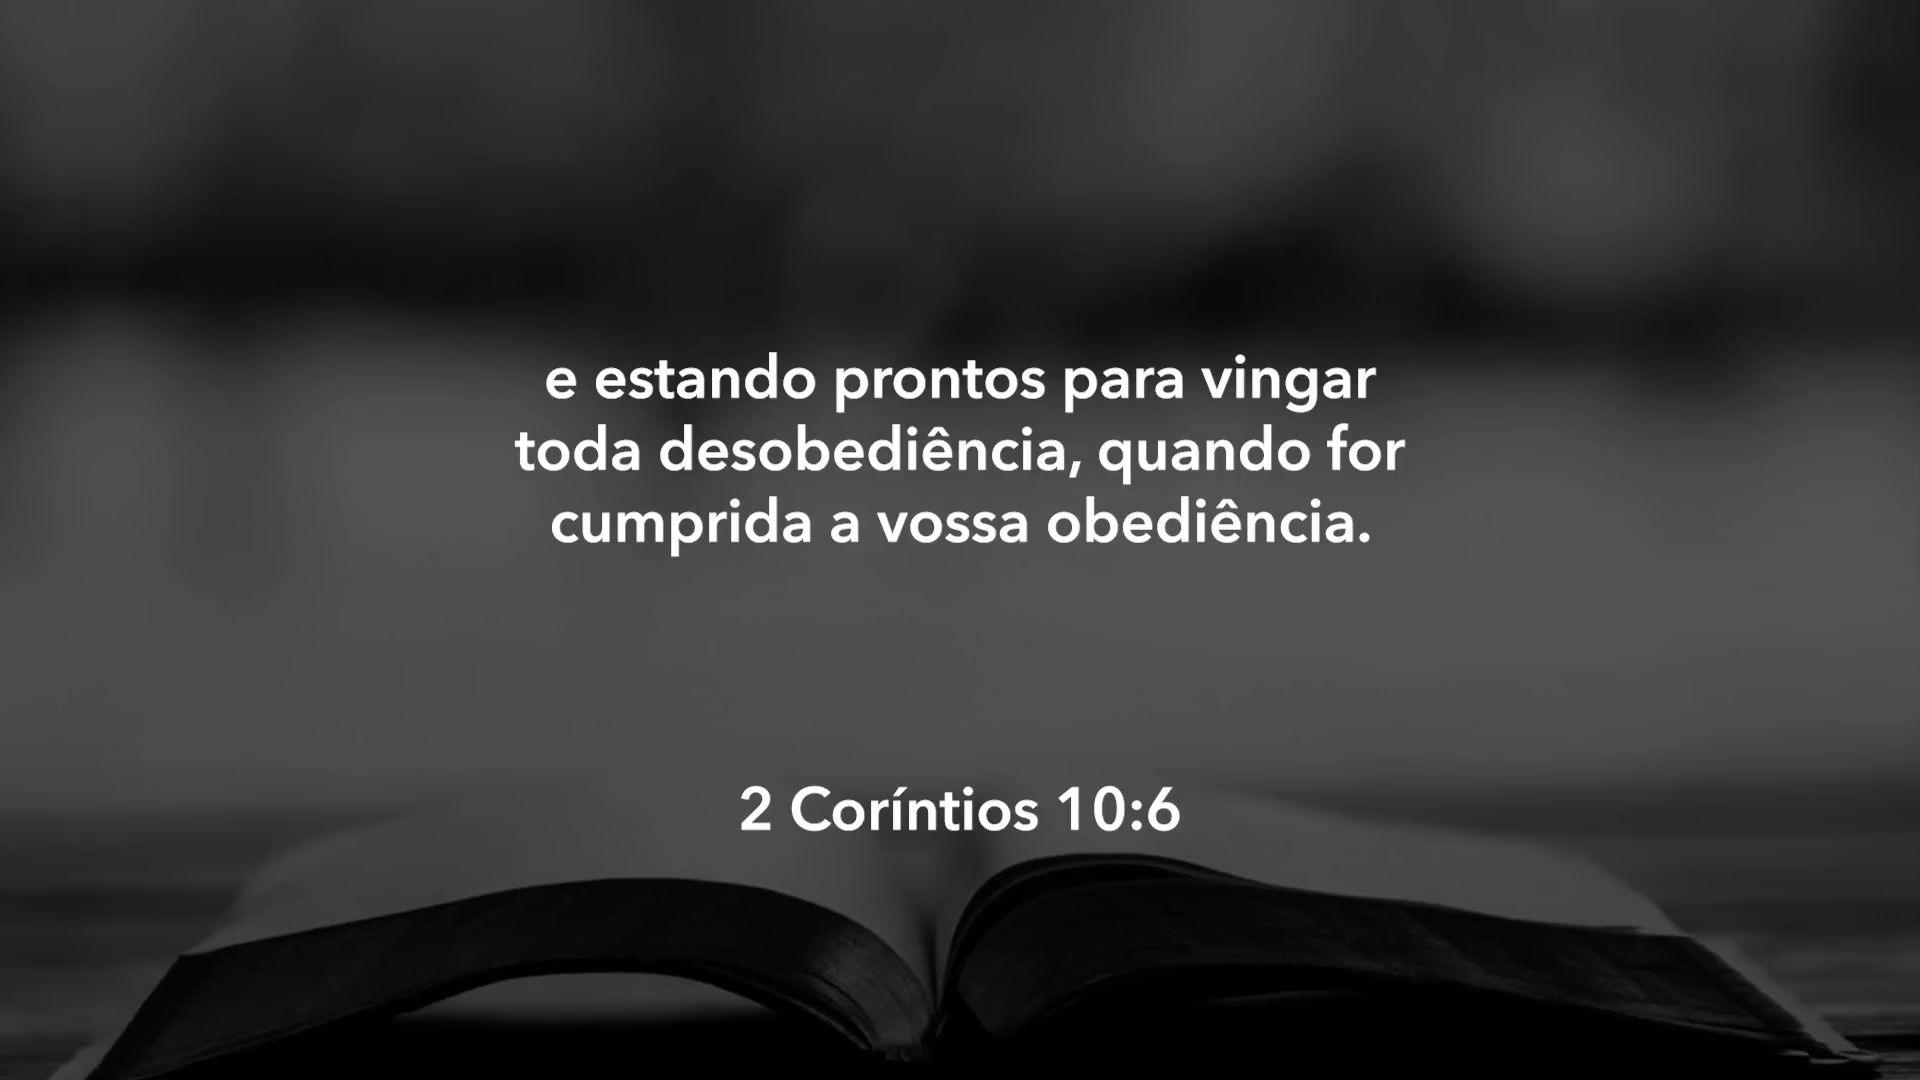 e estando prontos para vingar
toda desobediência, quando for
cumprida a vossa obediência.
2 Coríntios 10:6